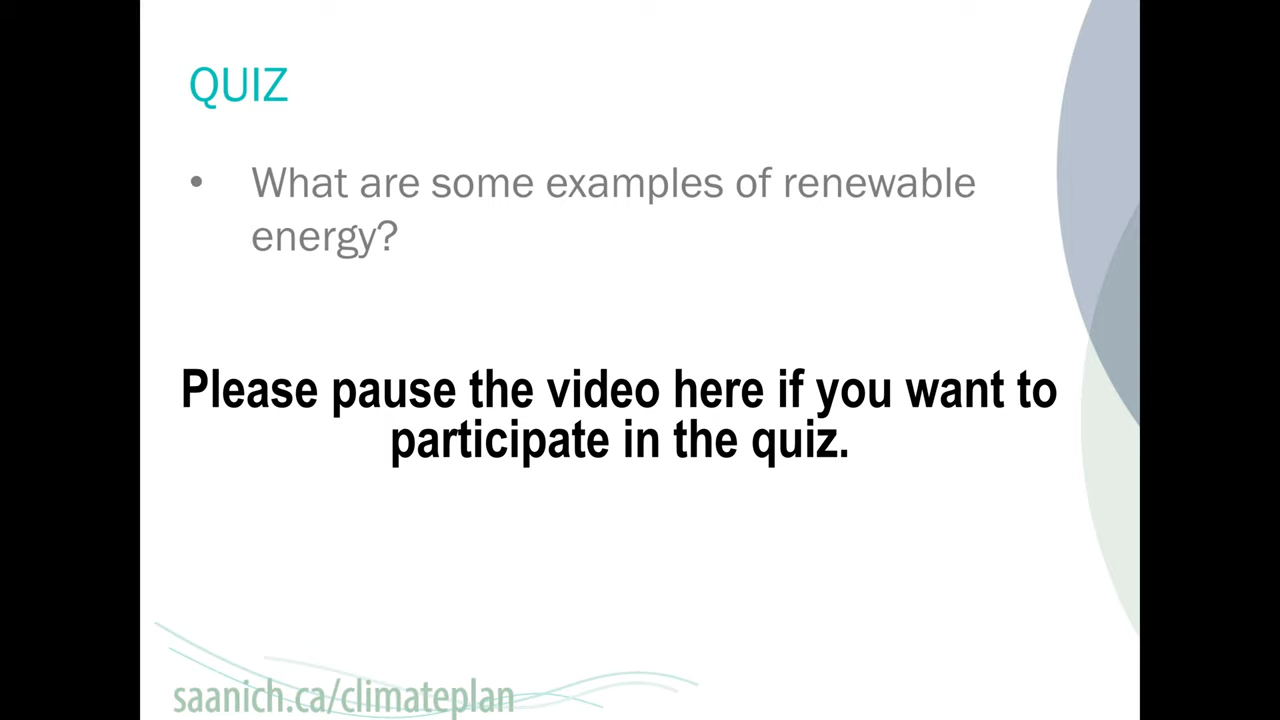 QUIZ
• What are some examples of renewable
energy?
Please pause the video here if you want to
participate in the quiz.
saanich.ca/climateplan